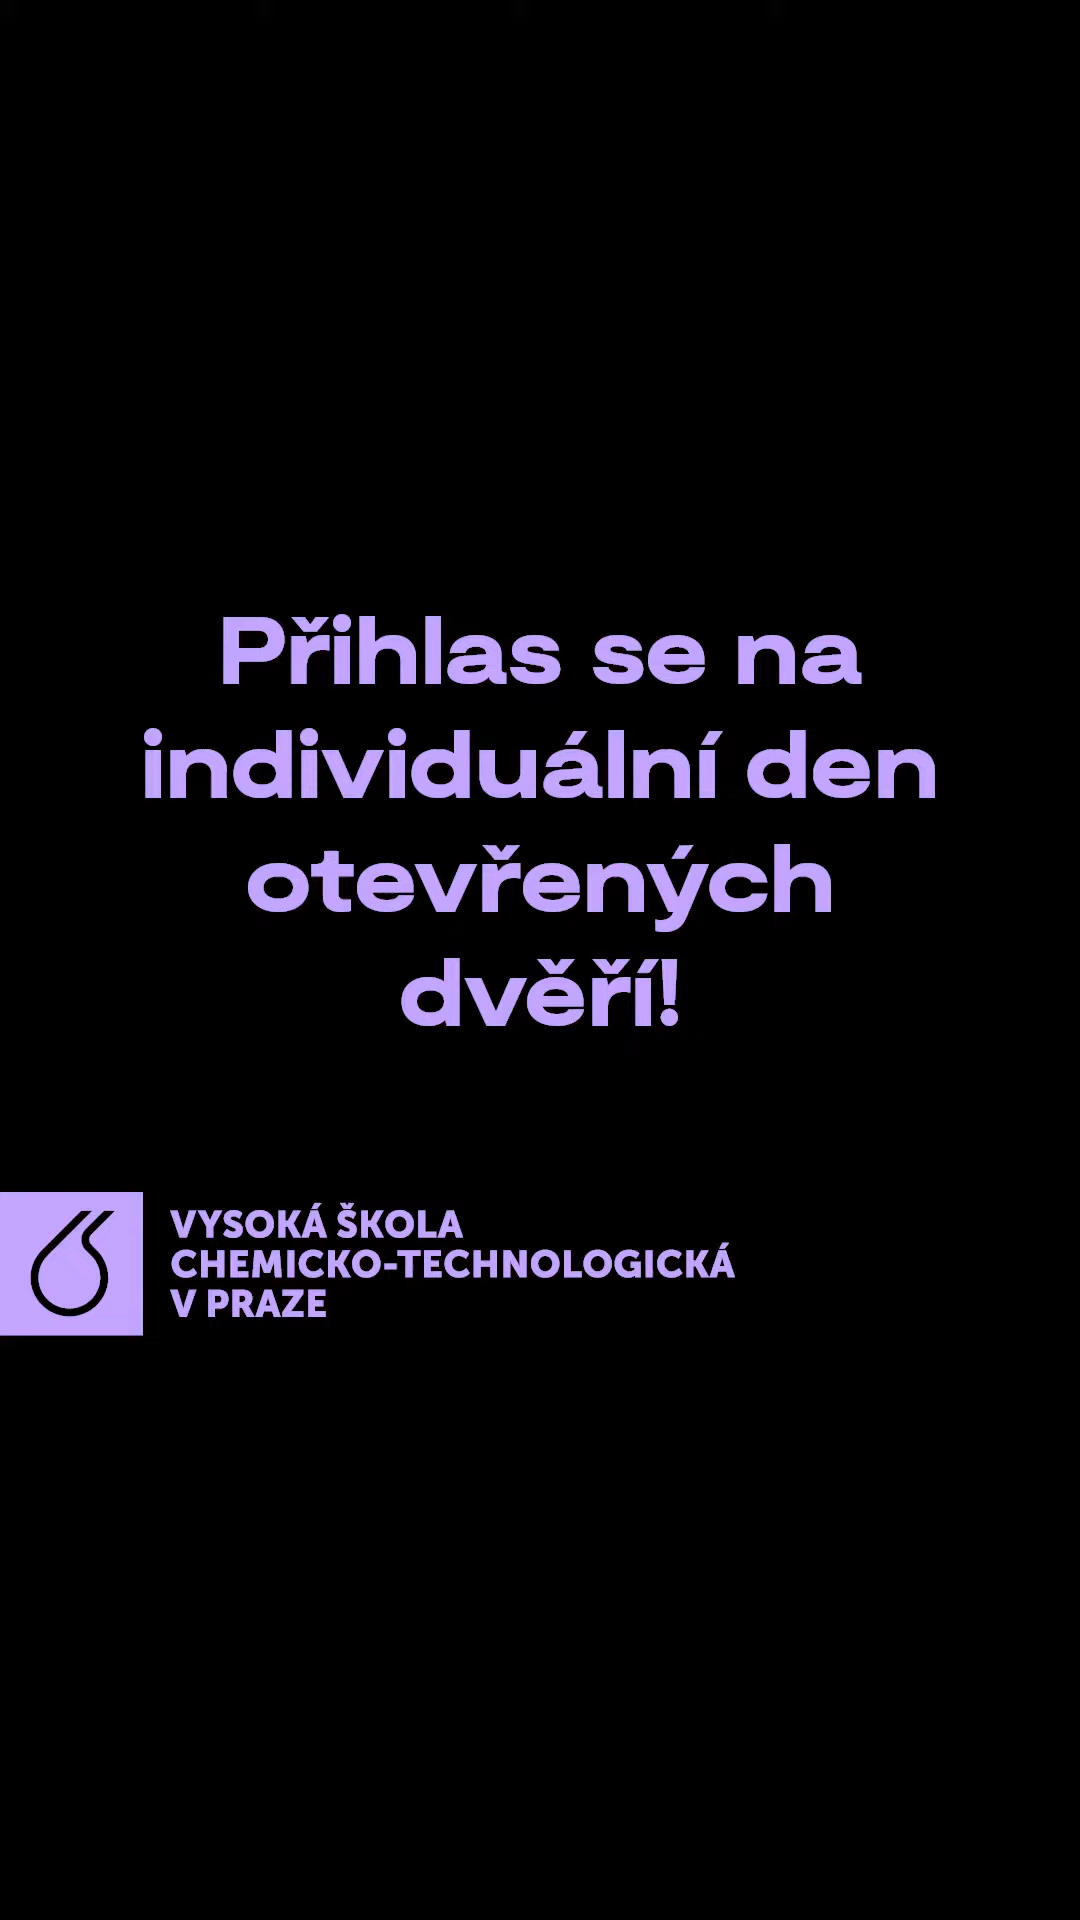 Přihlas se na
individuální den
otevřených
dvěří!
VYSOKÁ ŠKOLA
CHEMICKO-TECHNOLOGICKÁ
V PRAZE